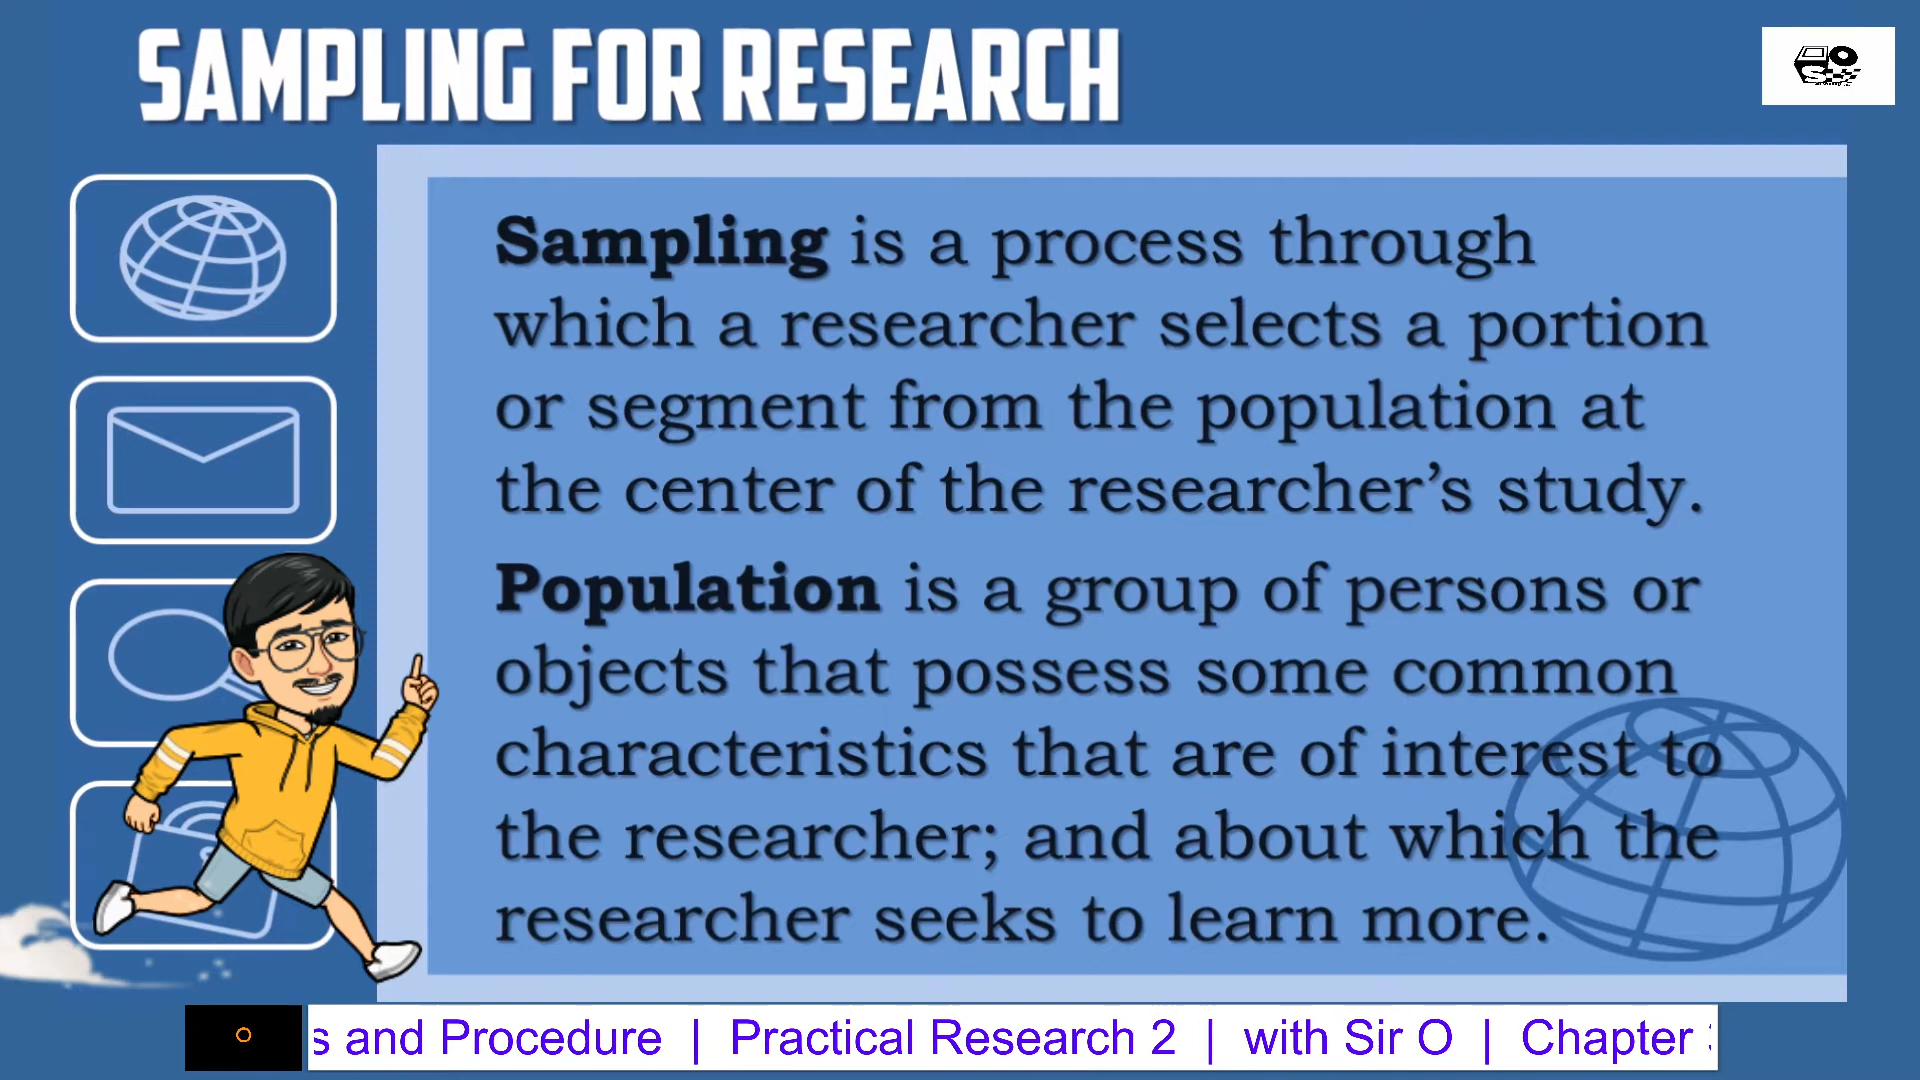 SAMPLING FOR RESEARCH
Sampling is a process through
which a researcher selects a portion
or segment from the population at
the center of the researcher’s study.
Population is a group of persons or
objects that possess some common
characteristics that are of interest to
the researcher; and about which the
researcher seeks to learn more.
s and Procedure | Practical Research 2 | with Sir O | Chapter